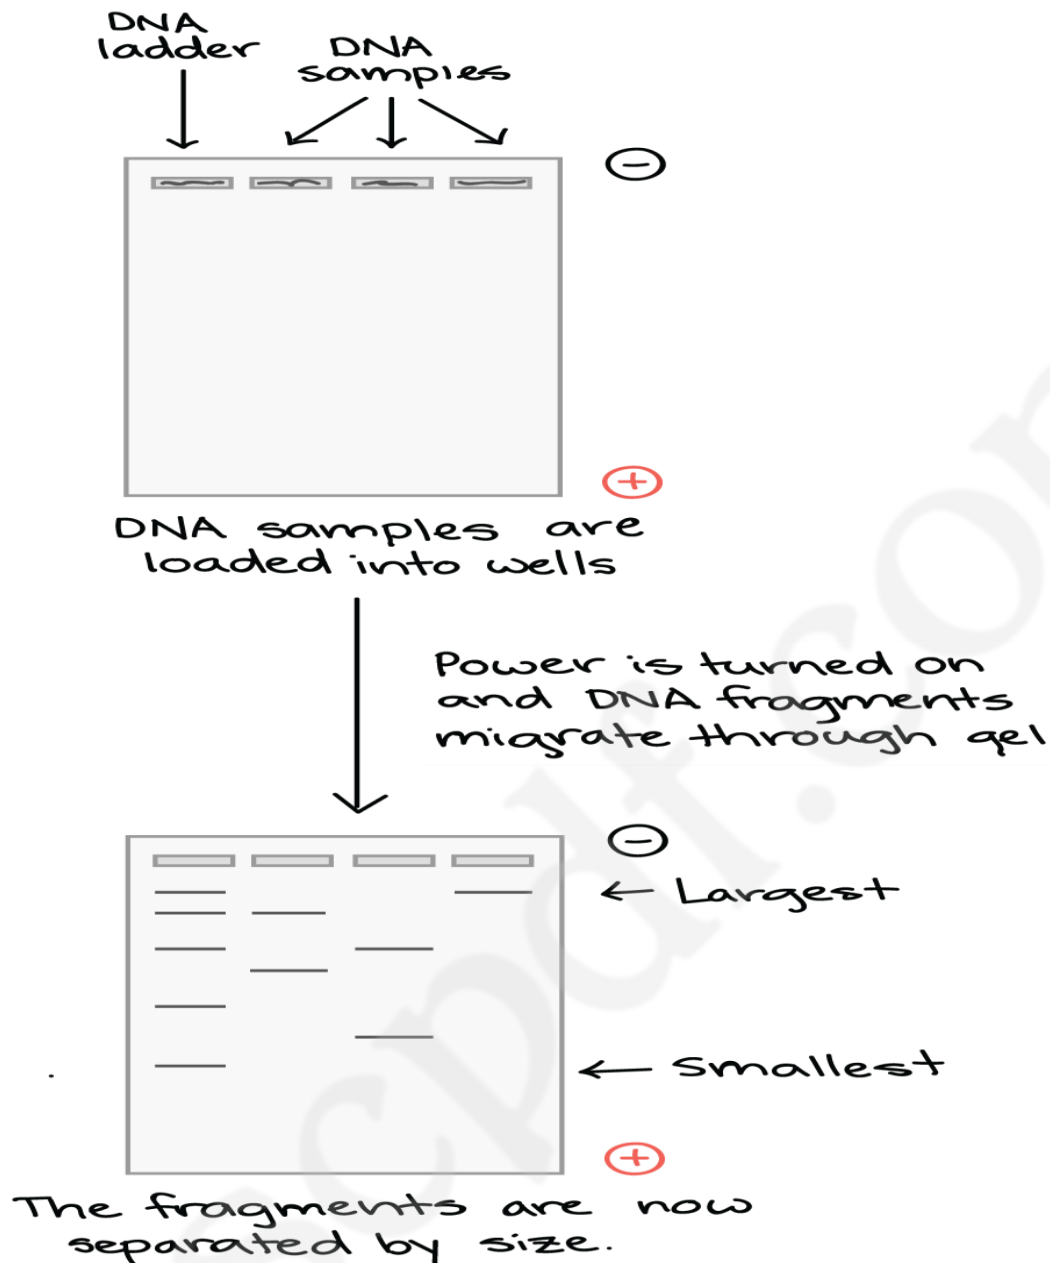 DNA
ladder
DNA
samples
−
+
DNA samples are
loaded into wells
Power is turned on
and DNA fragments
migrate through gel
−
← Largest
← Smallest
+
The fragments are now
separated by size.